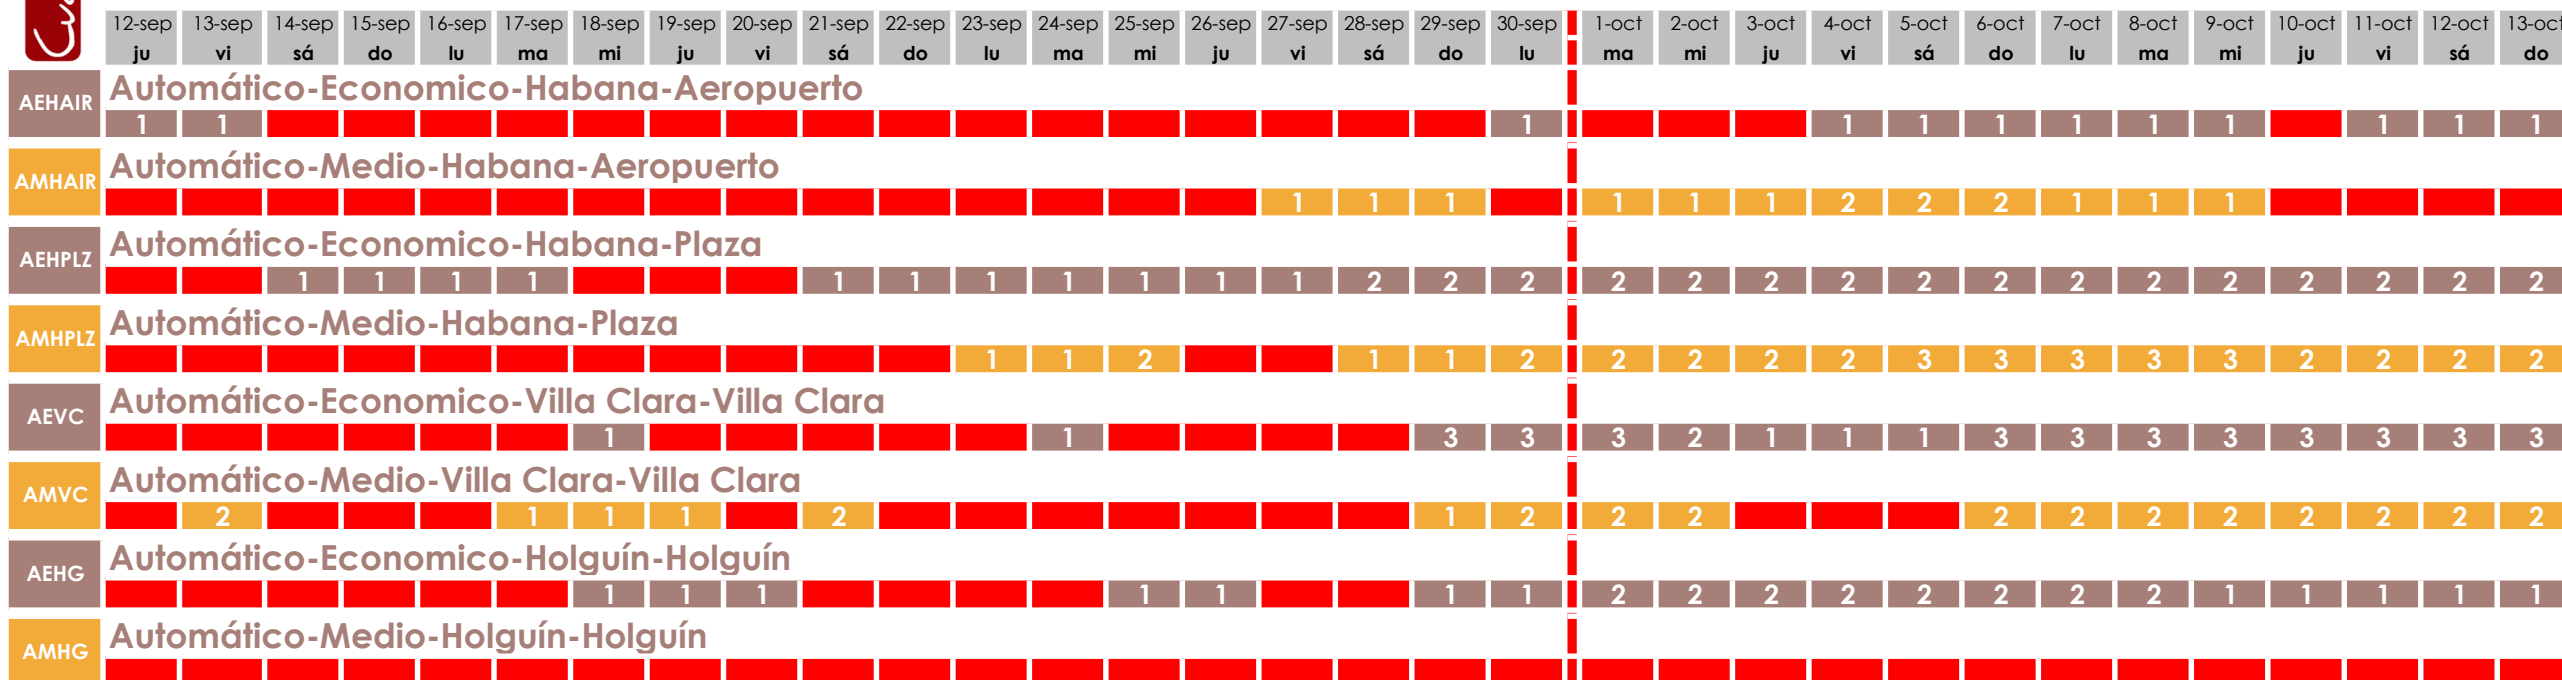 12-sep 13-sep 14-sep 15-sep 16-sep 17-sep 18-sep 19-sep 20-sep 21-sep 22-sep 23-sep 24-sep 25-sep 26-sep 27-sep 28-sep 29-sep 30-sep 1-oct 2-oct 3-oct 4-oct 5-oct 6-oct 7-oct 8-oct 9-oct 10-oct 11-oct 12-oct 13-oct
ju vi sá do lu ma mi ju vi sá do lu ma mi ju vi sá do lu ma mi ju vi sá do lu ma mi ju vi sá do
AEHAIR Automático-Economico-Habana-Aeropuerto
1 1 1 1 1 1 1 1 1 1 1 1
AMHAIR Automático-Medio-Habana-Aeropuerto
1 1 1 1 1 1 2 2 2 1 1 1
AEHPLZ Automático-Economico-Habana-Plaza
1 1 1 1 1 1 1 1 1 1 1 2 2 2 2 2 2 2 2 2 2 2 2 2 2 2 2
AMHPLZ Automático-Medio-Habana-Plaza
1 1 2 1 1 2 2 2 2 2 3 3 3 3 3 2 2 2 2
AEVC Automático-Economico-Villa Clara-Villa Clara
1 1 3 3 3 2 1 1 1 3 3 3 3 3 3 3 3
AMVC Automático-Medio-Villa Clara-Villa Clara
2 1 1 1 2 1 2 2 2 2 2 2 2 2 2 2 2
AEHG Automático-Economico-Holguín-Holguín
1 1 1 1 1 1 1 2 2 2 2 2 2 2 2 1 1 1 1 1
AMHG Automático-Medio-Holguín-Holguín